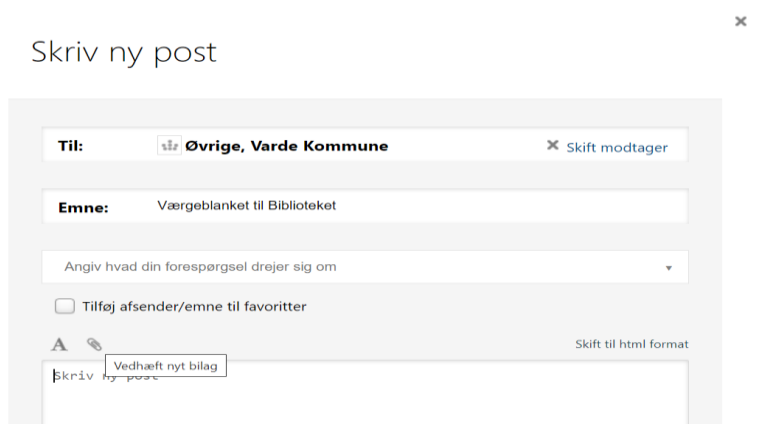 Skriv ny post
Til: Øvrige, Varde Kommune Skift modtager
Emne: Værgeblanket til Biblioteket
Angiv hvad din forespørgsel drejer sig om
Tilføj afsender/emne til favoritter
A Skift til html format
Vedhæft nyt bilag
Skriv ny post